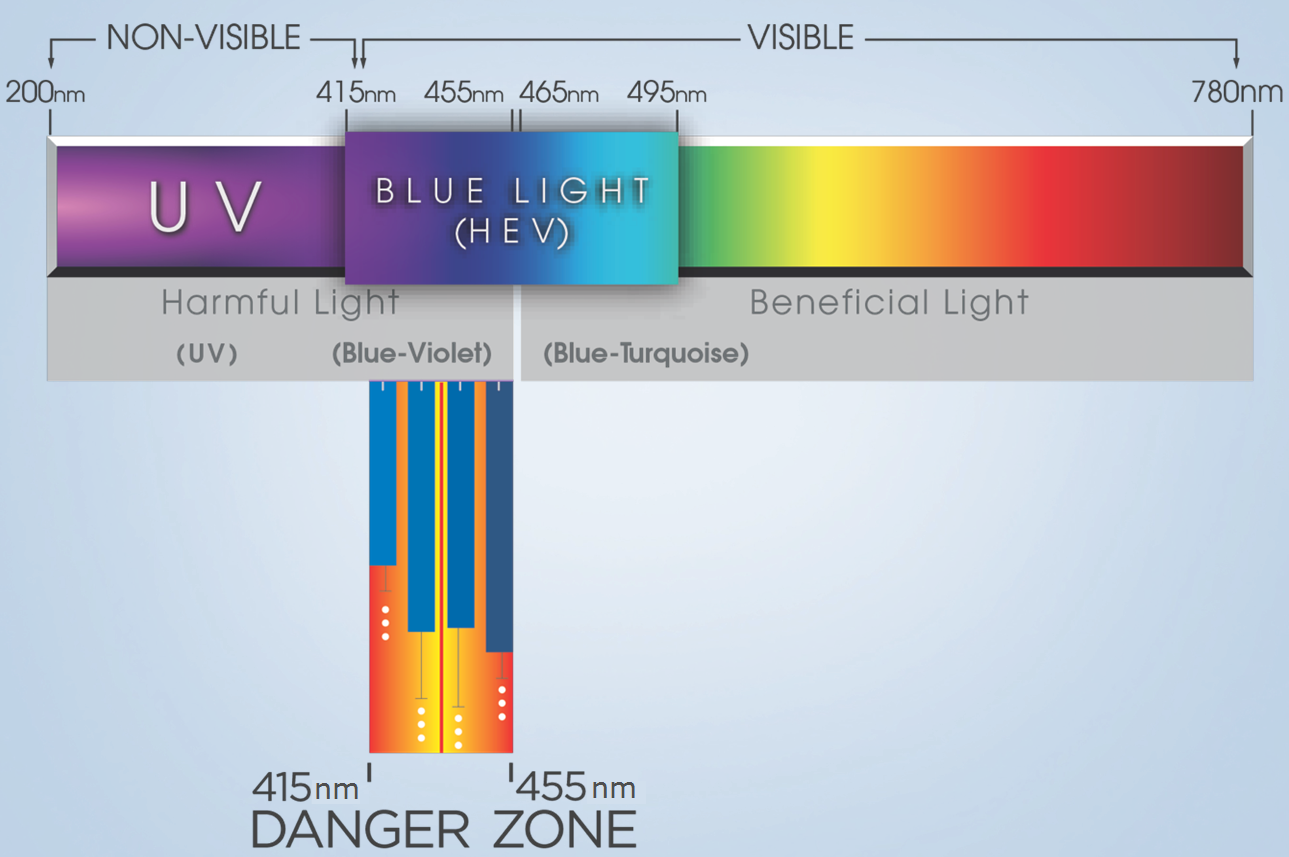 NON-VISIBLE VISIBLE
200nm 415nm 455nm 465nm 495nm 780nm
UV BLUE LIGHT
(HEV)
Harmful Light Beneficial Light
(UV) (Blue-Violet) (Blue-Turquoise)
415nm 455nm
DANGER ZONE